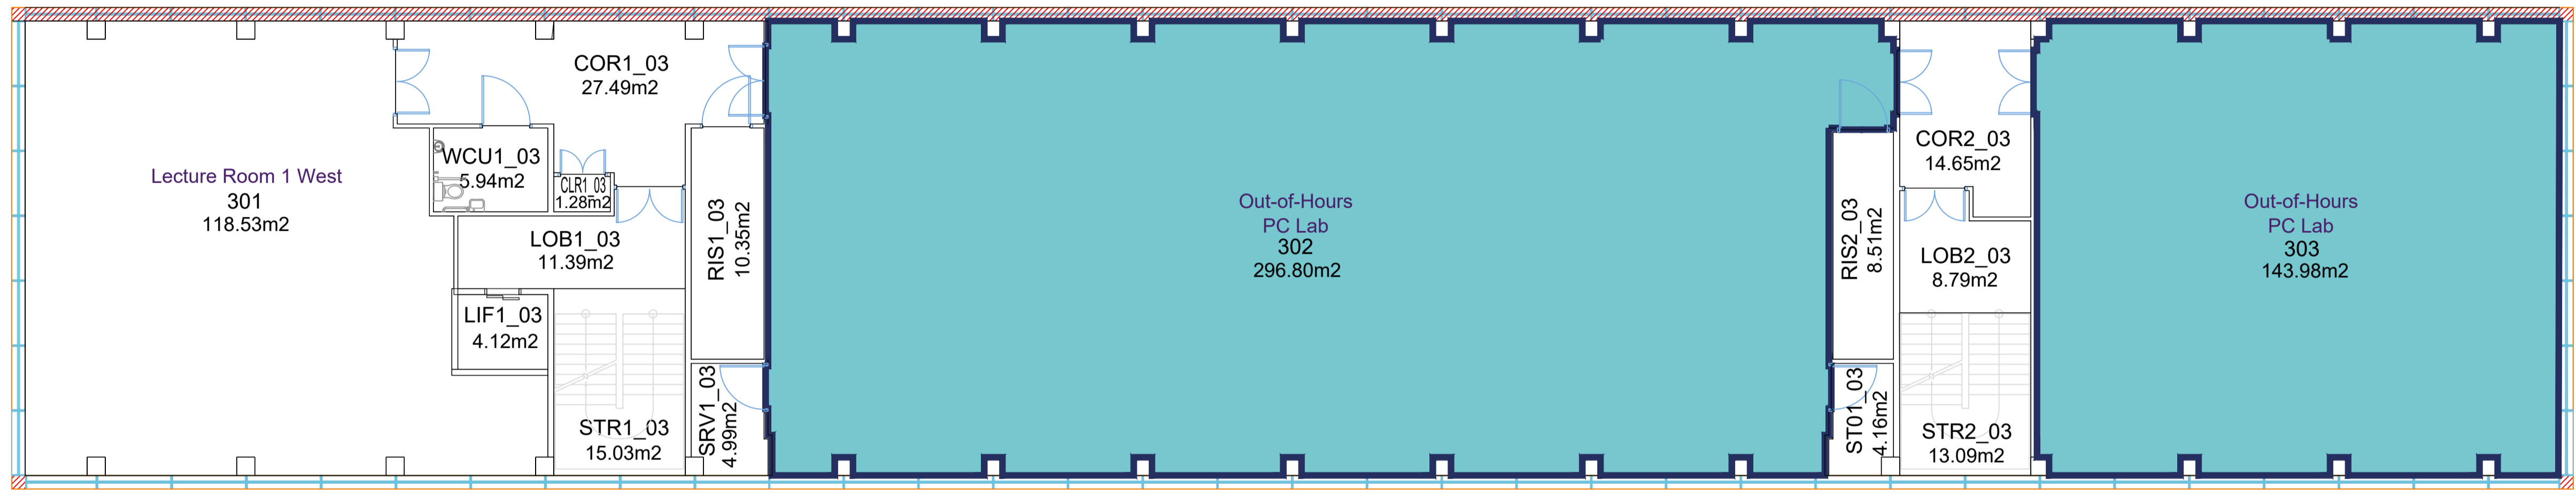 Lecture Room 1 West
301
118.53m2
COR1_03
27.49m2
WCU1_03
5.94m2
CLR1_03
1.28m2
LOB1_03
11.39m2
LIF1_03
4.12m2
STR1_03
15.03m2
RIS1_03
10.35m2
SRV1_03
4.99m2
Out-of-Hours
PC Lab
302
296.80m2
RIS2_03
8.51m2
ST01_03
4.16m2
COR2_03
14.65m2
LOB2_03
8.79m2
STR2_03
13.09m2
Out-of-Hours
PC Lab
303
143.98m2